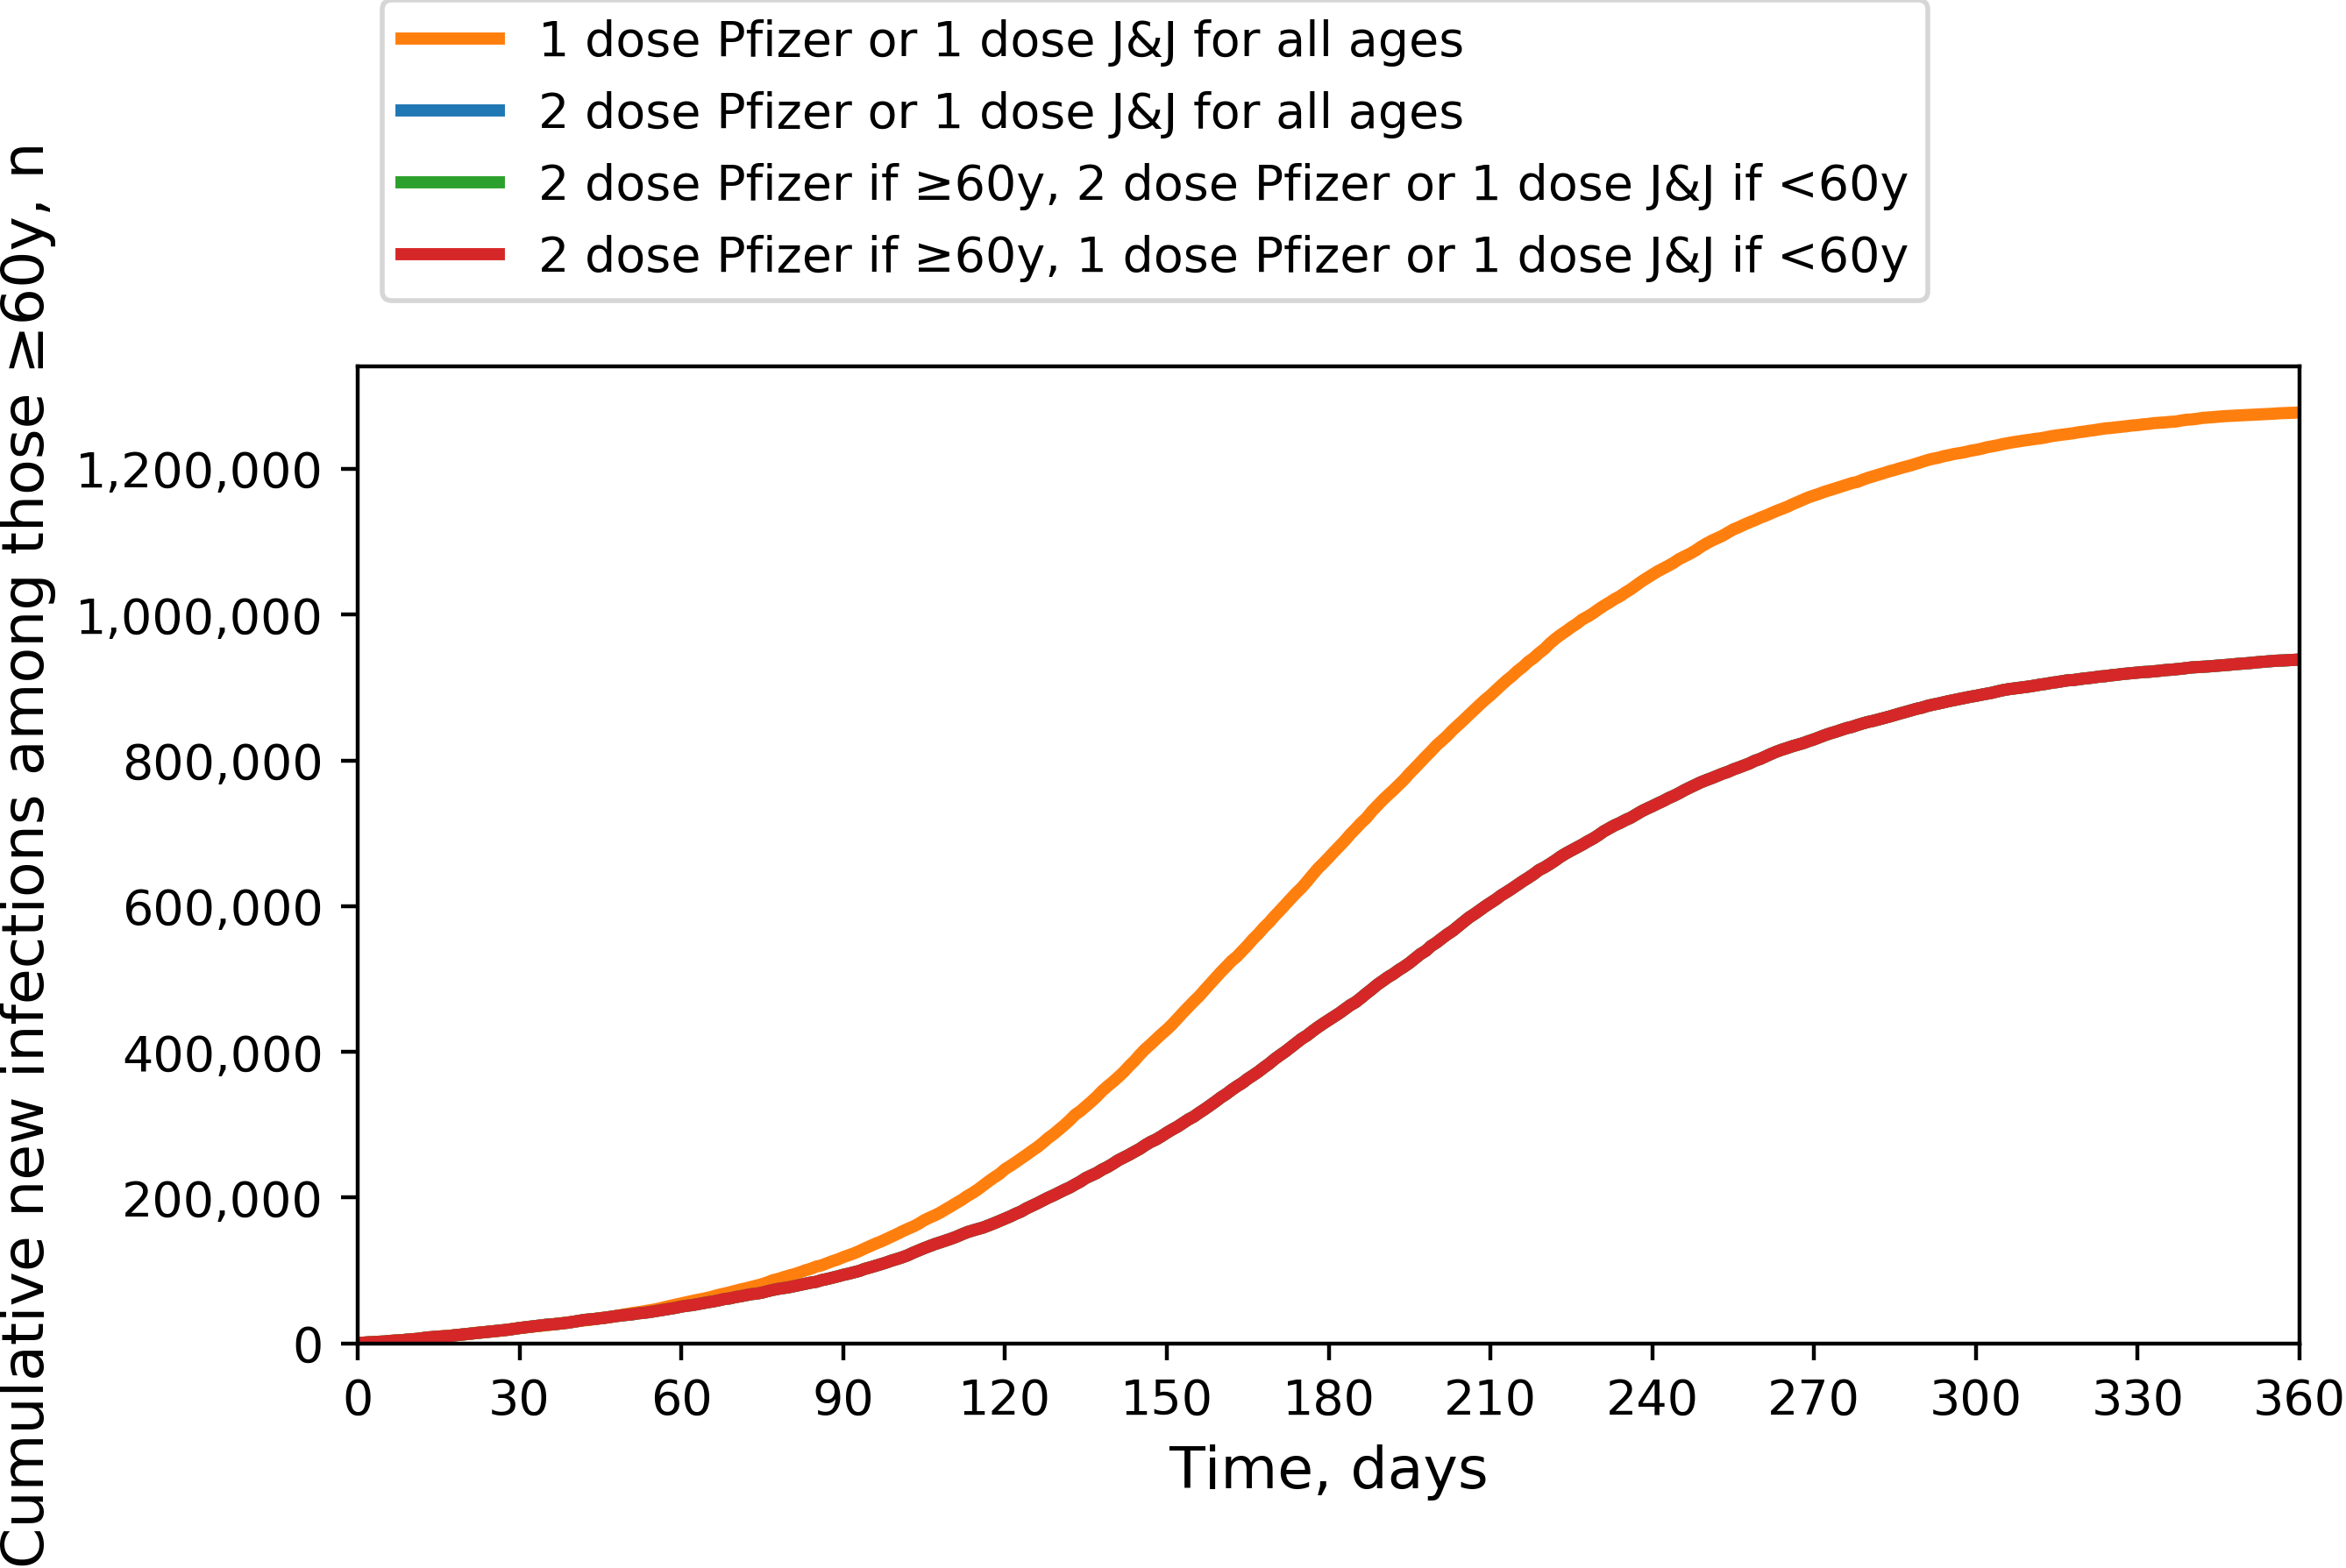 1 dose Pfizer or 1 dose J&J for all ages
2 dose Pfizer or 1 dose J&J for all ages
2 dose Pfizer if ≥60y, 2 dose Pfizer or 1 dose J&J if <60y
2 dose Pfizer if ≥60y, 1 dose Pfizer or 1 dose J&J if <60y
Cumulative new infections among those ≥60y, n
1,200,000
1,000,000
800,000
600,000
400,000
200,000
0
0 30 60 90 120 150 180 210 240 270 300 330 360
Time, days